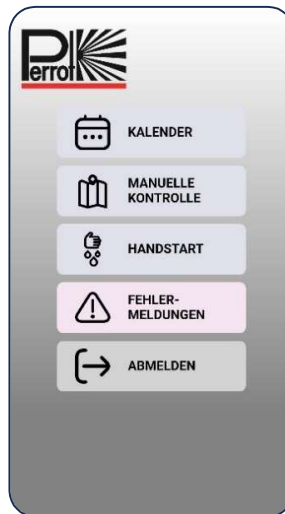 Perrot
KALENDER
MANUELLE
KONTROLLE
HANDSTART
FEHLER-
MELDUNGEN
ABMELDEN